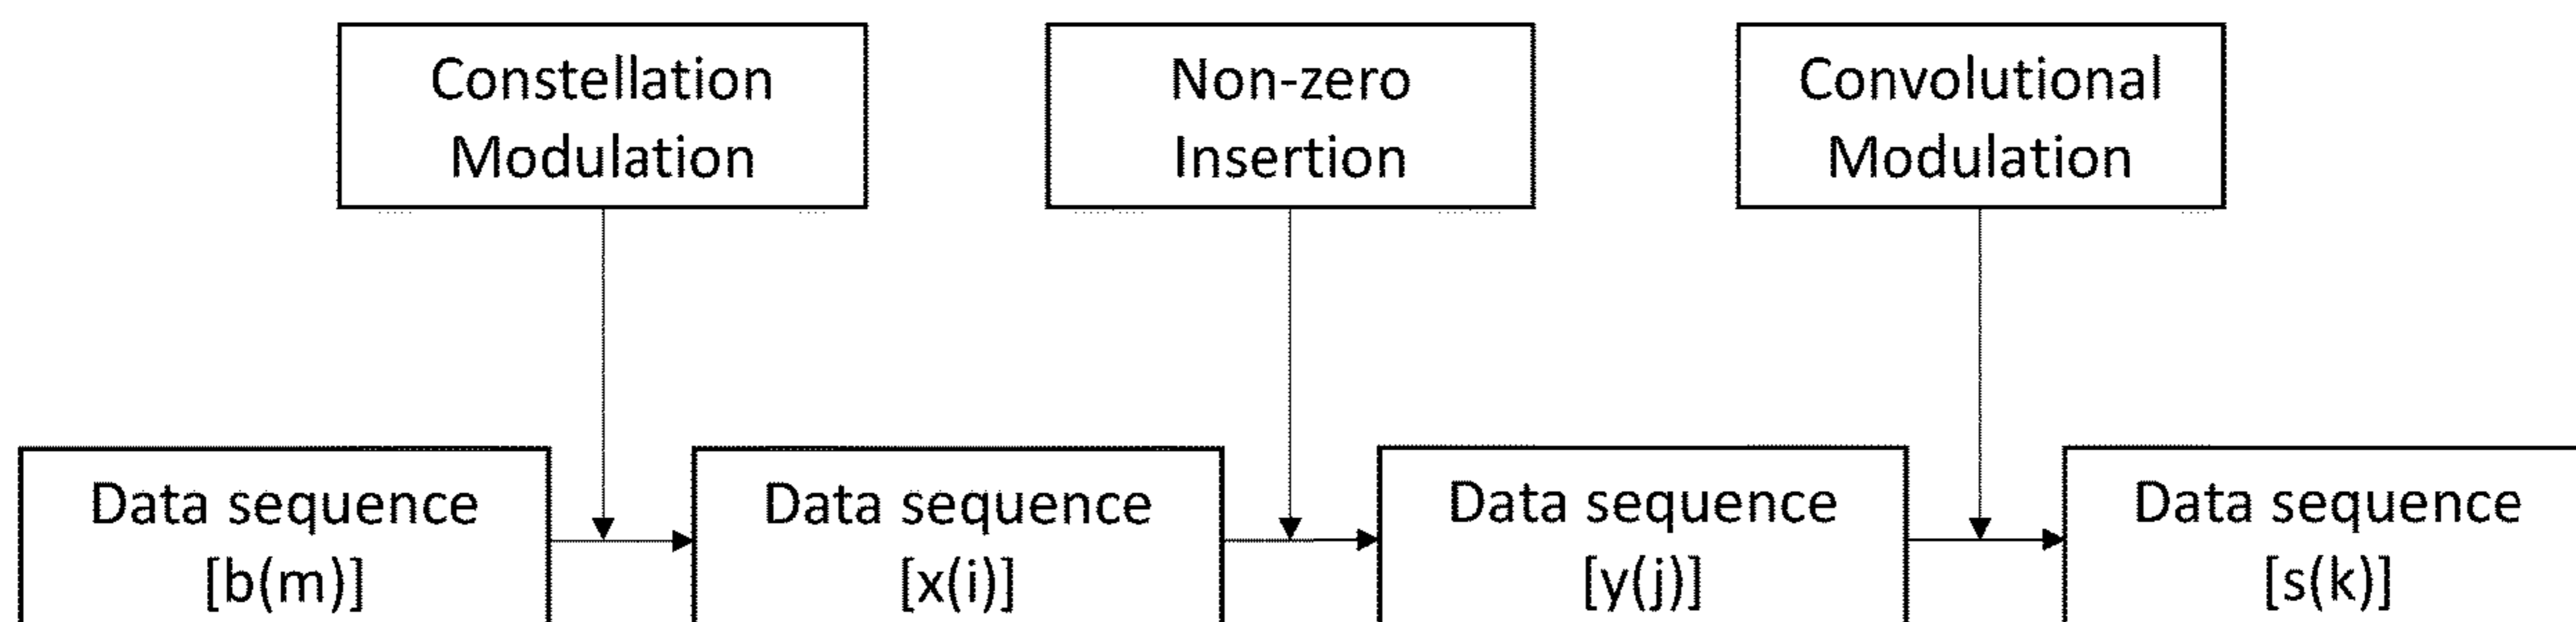 Constellation
Modulation
Non-zero
Insertion
Convolutional
Modulation
Data sequence
[b(m)]
Data sequence
[x(i)]
Data sequence
[y(j)]
Data sequence
[s(k)]